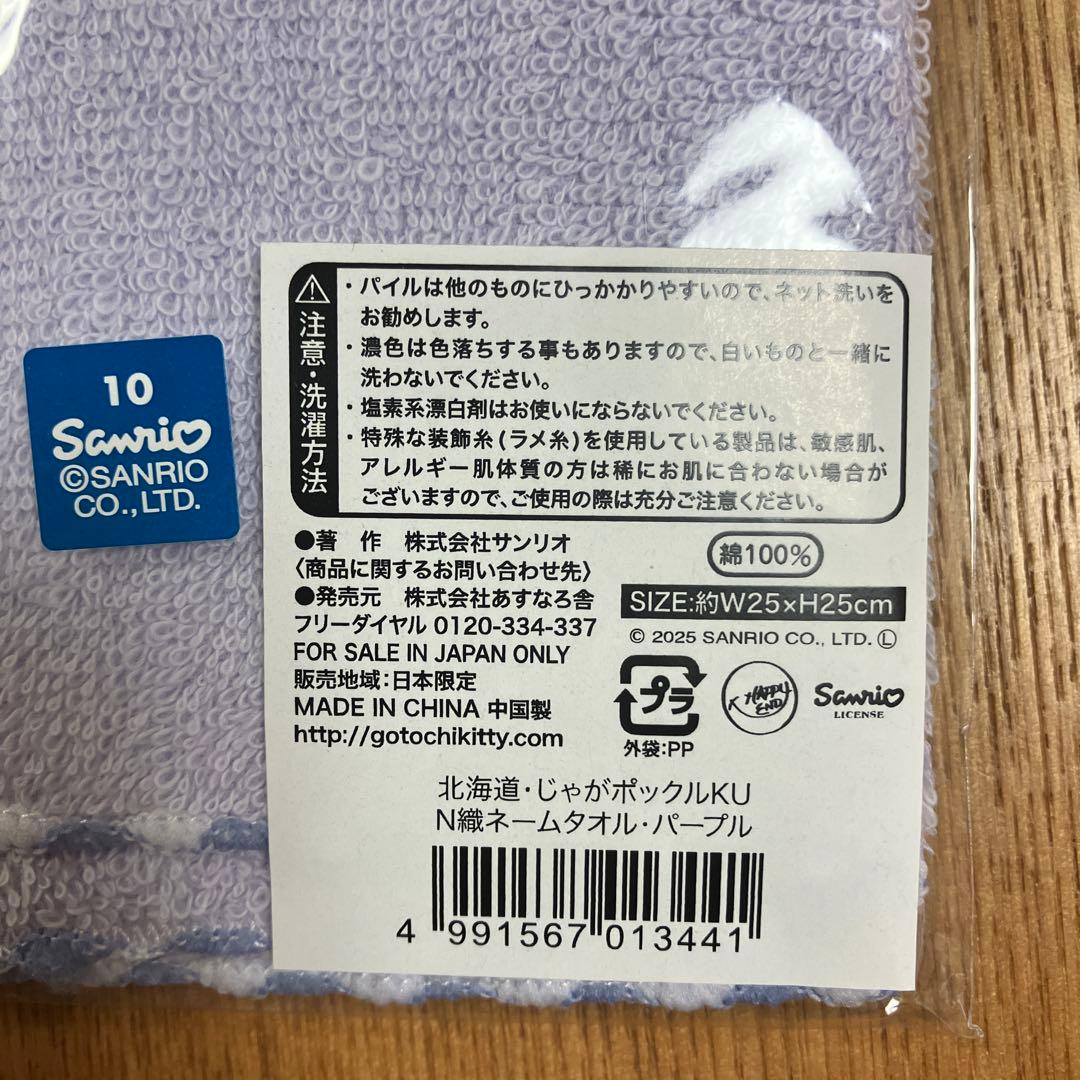 10
Sanrio
©SANRIO
CO.,LTD.
注意・洗濯方法
・パイルは他のものにひっかかりやすいので、ネット洗いを
お勧めします。
・濃色は色落ちする事もありますので、白いものと一緒に
洗わないでください。
・塩素系漂白剤はお使いにならないでください。
・特殊な装飾糸(ラメ糸)を使用している製品は、敏感肌、
アレルギー肌体質の方は稀にお肌に合わない場合が
ございますので、ご使用の際は充分ご注意ください。
●著 作 株式会社サンリオ
〈商品に関するお問い合わせ先〉
●発売元 株式会社あすなろ舎
フリーダイヤル 0120-334-337
FOR SALE IN JAPAN ONLY
販売地域:日本限定
MADE IN CHINA 中国製
http://gotochikitty.com
綿100%
SIZE:約W25×H25cm
© 2025 SANRIO CO., LTD. Ⓛ
プラ
外袋:PP
HAPPY
END
Sanrio
LICENSE
北海道・じゃがポックルKU
N織ネームタオル・パープル
4 991567 013441